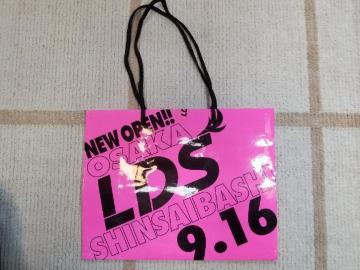 NEW OPEN!!
OSAKA
LDS
SHINSAIBASHI
9.16